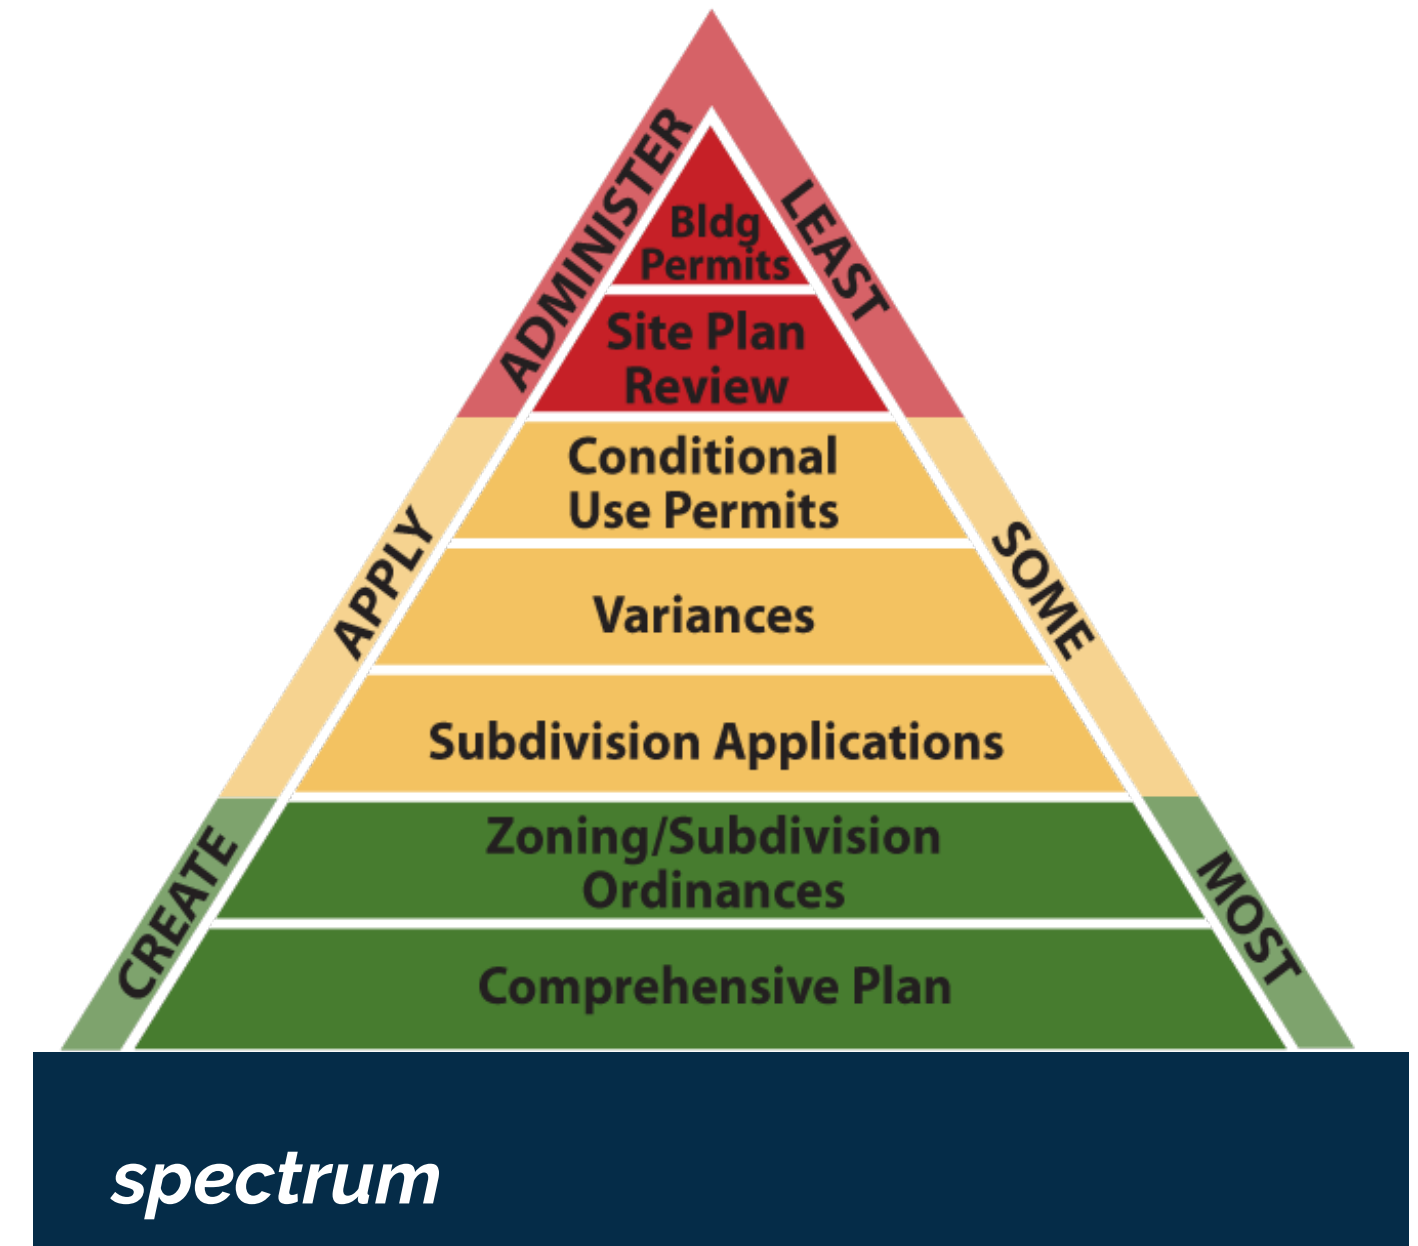 ADMINISTER
LEAST
Bldg
Permits
Site Plan
Review
APPLY
SOME
Conditional
Use Permits
Variances
Subdivision Applications
CREATE
MOST
Zoning/Subdivision
Ordinances
Comprehensive Plan
spectrum